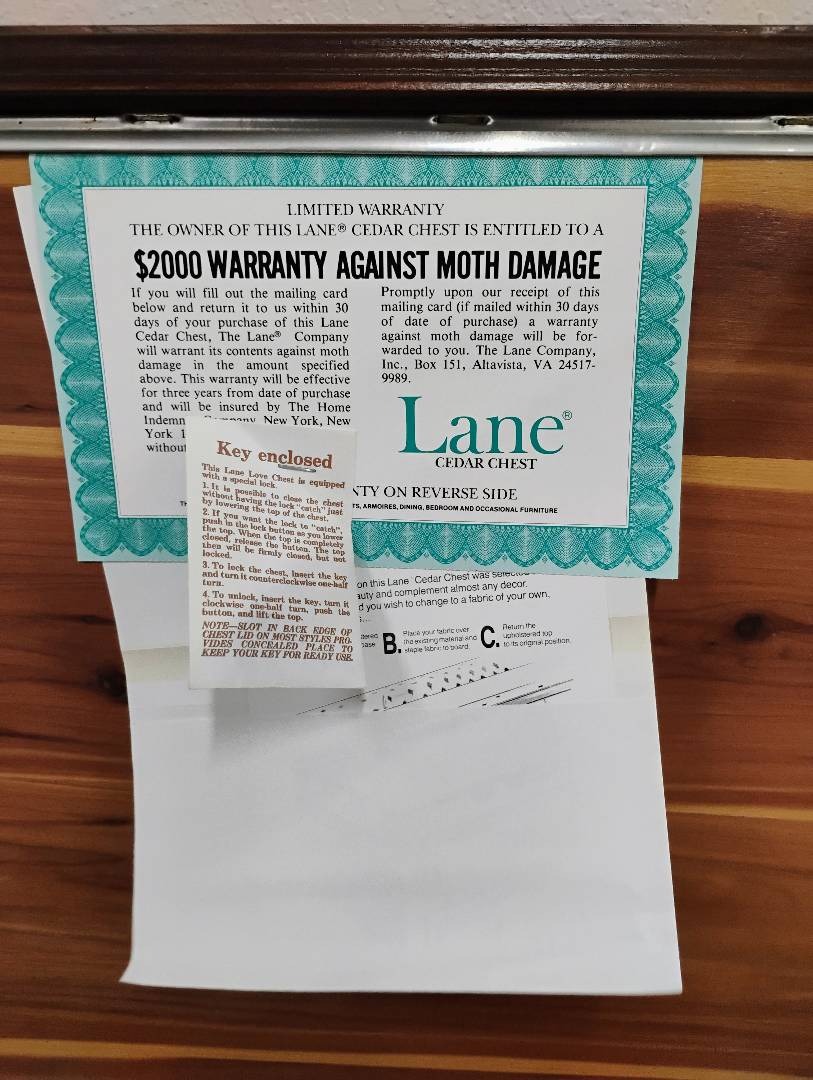 LIMITED WARRANTY
THE OWNER OF THIS LANE® CEDAR CHEST IS ENTITLED TO A
$2000 WARRANTY AGAINST MOTH DAMAGE
If you will fill out the mailing card
below and return it to us within 30
days of your purchase of this Lane
Cedar Chest, The Lane® Company
will warrant its contents against moth
damage in the amount specified
above. This warranty will be effective
for three years from date of purchase
and will be insured by The Home
Indemn Company New York, New
York 1
without
Promptly upon our receipt of this
mailing card (if mailed within 30 days
of date of purchase) a warranty
against moth damage will be for-
warded to you. The Lane Company,
Inc., Box 151, Altavista, VA 24517-
9989.
Lane®
CEDAR CHEST
NTY ON REVERSE SIDE
TS, ARMOIRES, DINING, BEDROOM AND OCCASIONAL FURNITURE
Key enclosed
This Lane Love Chest is equipped
with a special lock.
1. It is possible to close the chest
without having the lock "catch" just
by lowering the top of the chest.
2. If you want the lock to "catch",
push in the lock button as you lower
the top. When the top is completely
closed, release the button. The top
then will be firmly closed, but not
locked.
3. To lock the chest, insert the key
and turn it counterclockwise one-half
turn.
4. To unlock, insert the key, turn it
clockwise one-half turn, push the
button, and lift the top.
NOTE—SLOT IN BACK EDGE OF
CHEST LID ON MOST STYLES PRO-
VIDES CONCEALED PLACE TO
KEEP YOUR KEY FOR READY USE.
on this Lane Cedar Chest was
auty and complement almost any decor.
d you wish to change to a fabric of your own,
B. Place your fabric over
the existing material and
staple fabric to board.
C. Return the
upholstered top
to its original position.